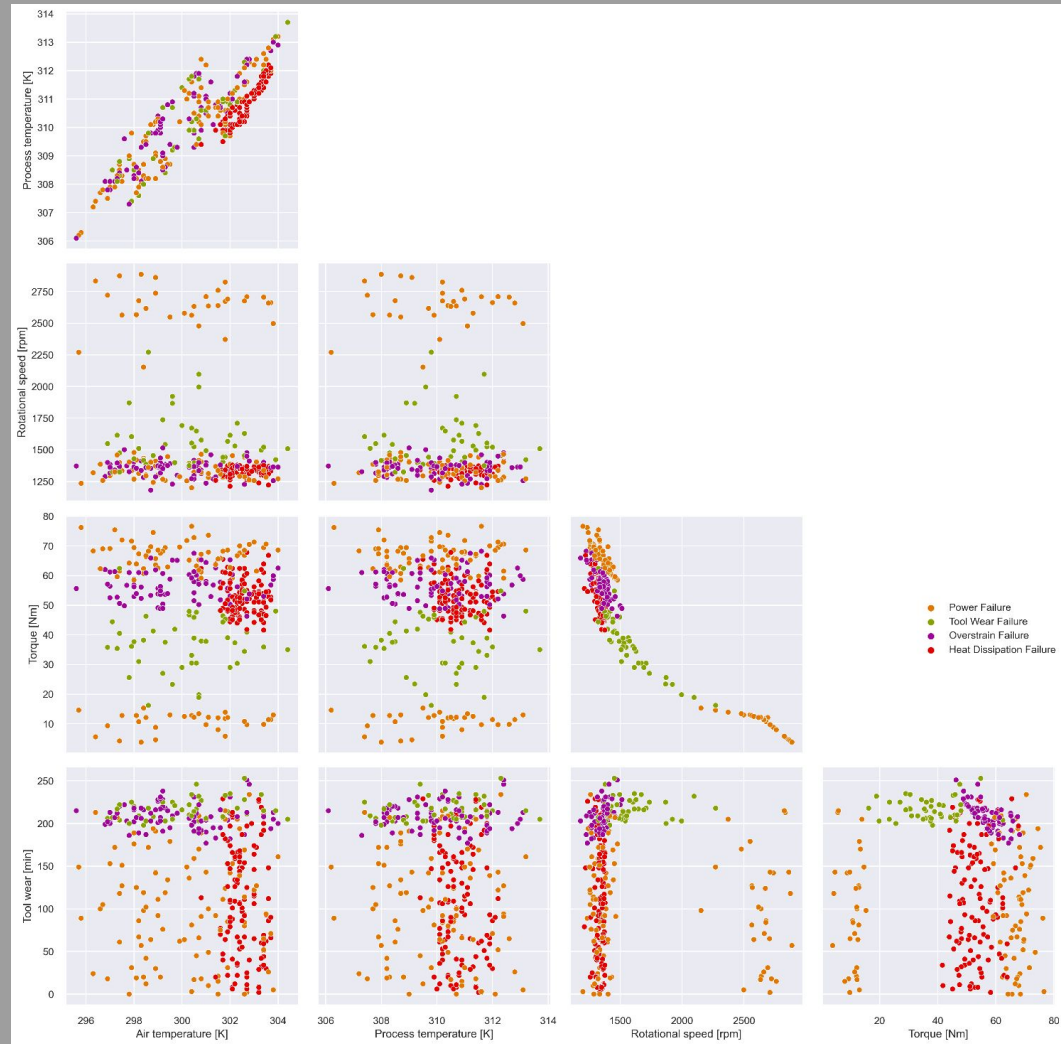 314
313
312
311
310
309
308
307
306
Process temperature [K]
2750
2500
2250
2000
1750
1500
1250
Rotational speed [rpm]
80
70
60
50
40
30
20
10
Torque [Nm]
Power Failure
Tool Wear Failure
Overstrain Failure
Heat Dissipation Failure
250
200
150
100
50
0
Tool wear [min]
296 298 300 302 304
306 308 310 312 314
1500 2000 2500
20 40 60 80
Air temperature [K]
Process temperature [K]
Rotational speed [rpm]
Torque [Nm]